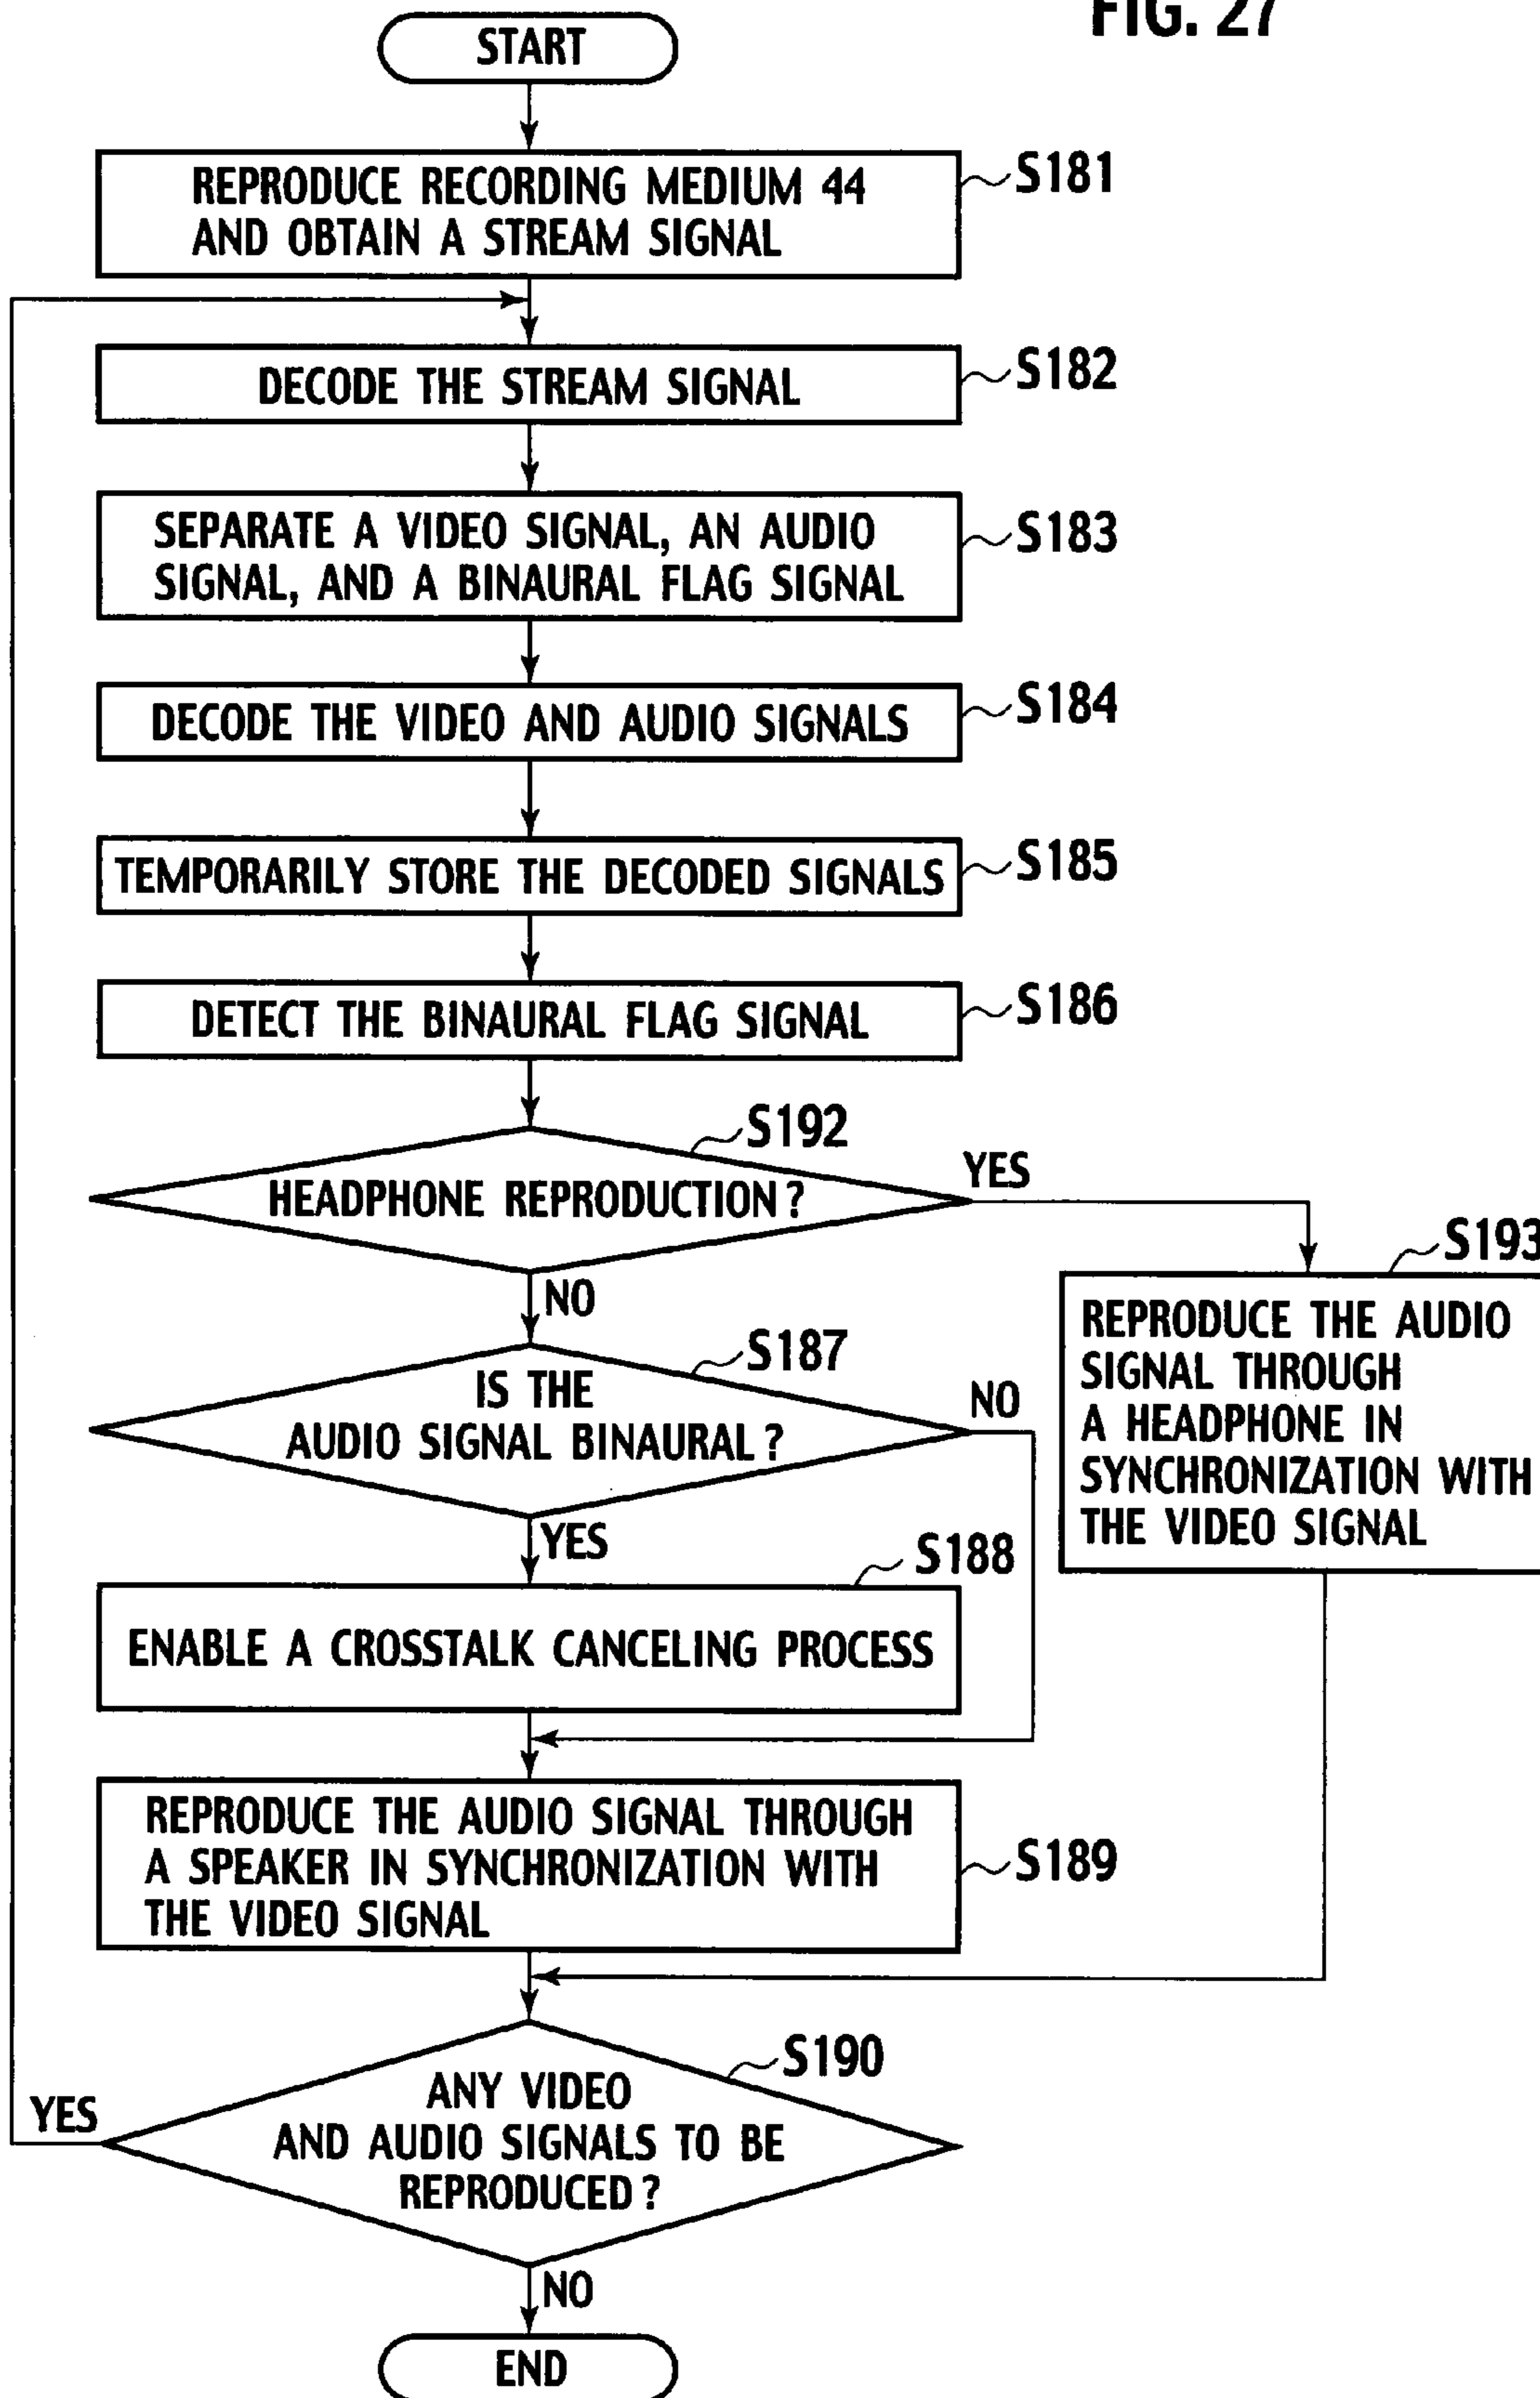 FIG. 27
START
REPRODUCE RECORDING MEDIUM 44
AND OBTAIN A STREAM SIGNAL
S181
DECODE THE STREAM SIGNAL
S182
SEPARATE A VIDEO SIGNAL, AN AUDIO
SIGNAL, AND A BINAURAL FLAG SIGNAL
S183
DECODE THE VIDEO AND AUDIO SIGNALS
S184
TEMPORARILY STORE THE DECODED SIGNALS
S185
DETECT THE BINAURAL FLAG SIGNAL
S186
S192
HEADPHONE REPRODUCTION?
YES
NO
S193
REPRODUCE THE AUDIO
SIGNAL THROUGH
A HEADPHONE IN
SYNCHRONIZATION WITH
THE VIDEO SIGNAL
S187
IS THE
AUDIO SIGNAL BINAURAL?
NO
YES
S188
ENABLE A CROSSTALK CANCELING PROCESS
REPRODUCE THE AUDIO SIGNAL THROUGH
A SPEAKER IN SYNCHRONIZATION WITH
THE VIDEO SIGNAL
S189
S190
ANY VIDEO
AND AUDIO SIGNALS TO BE
REPRODUCED?
YES
NO
END